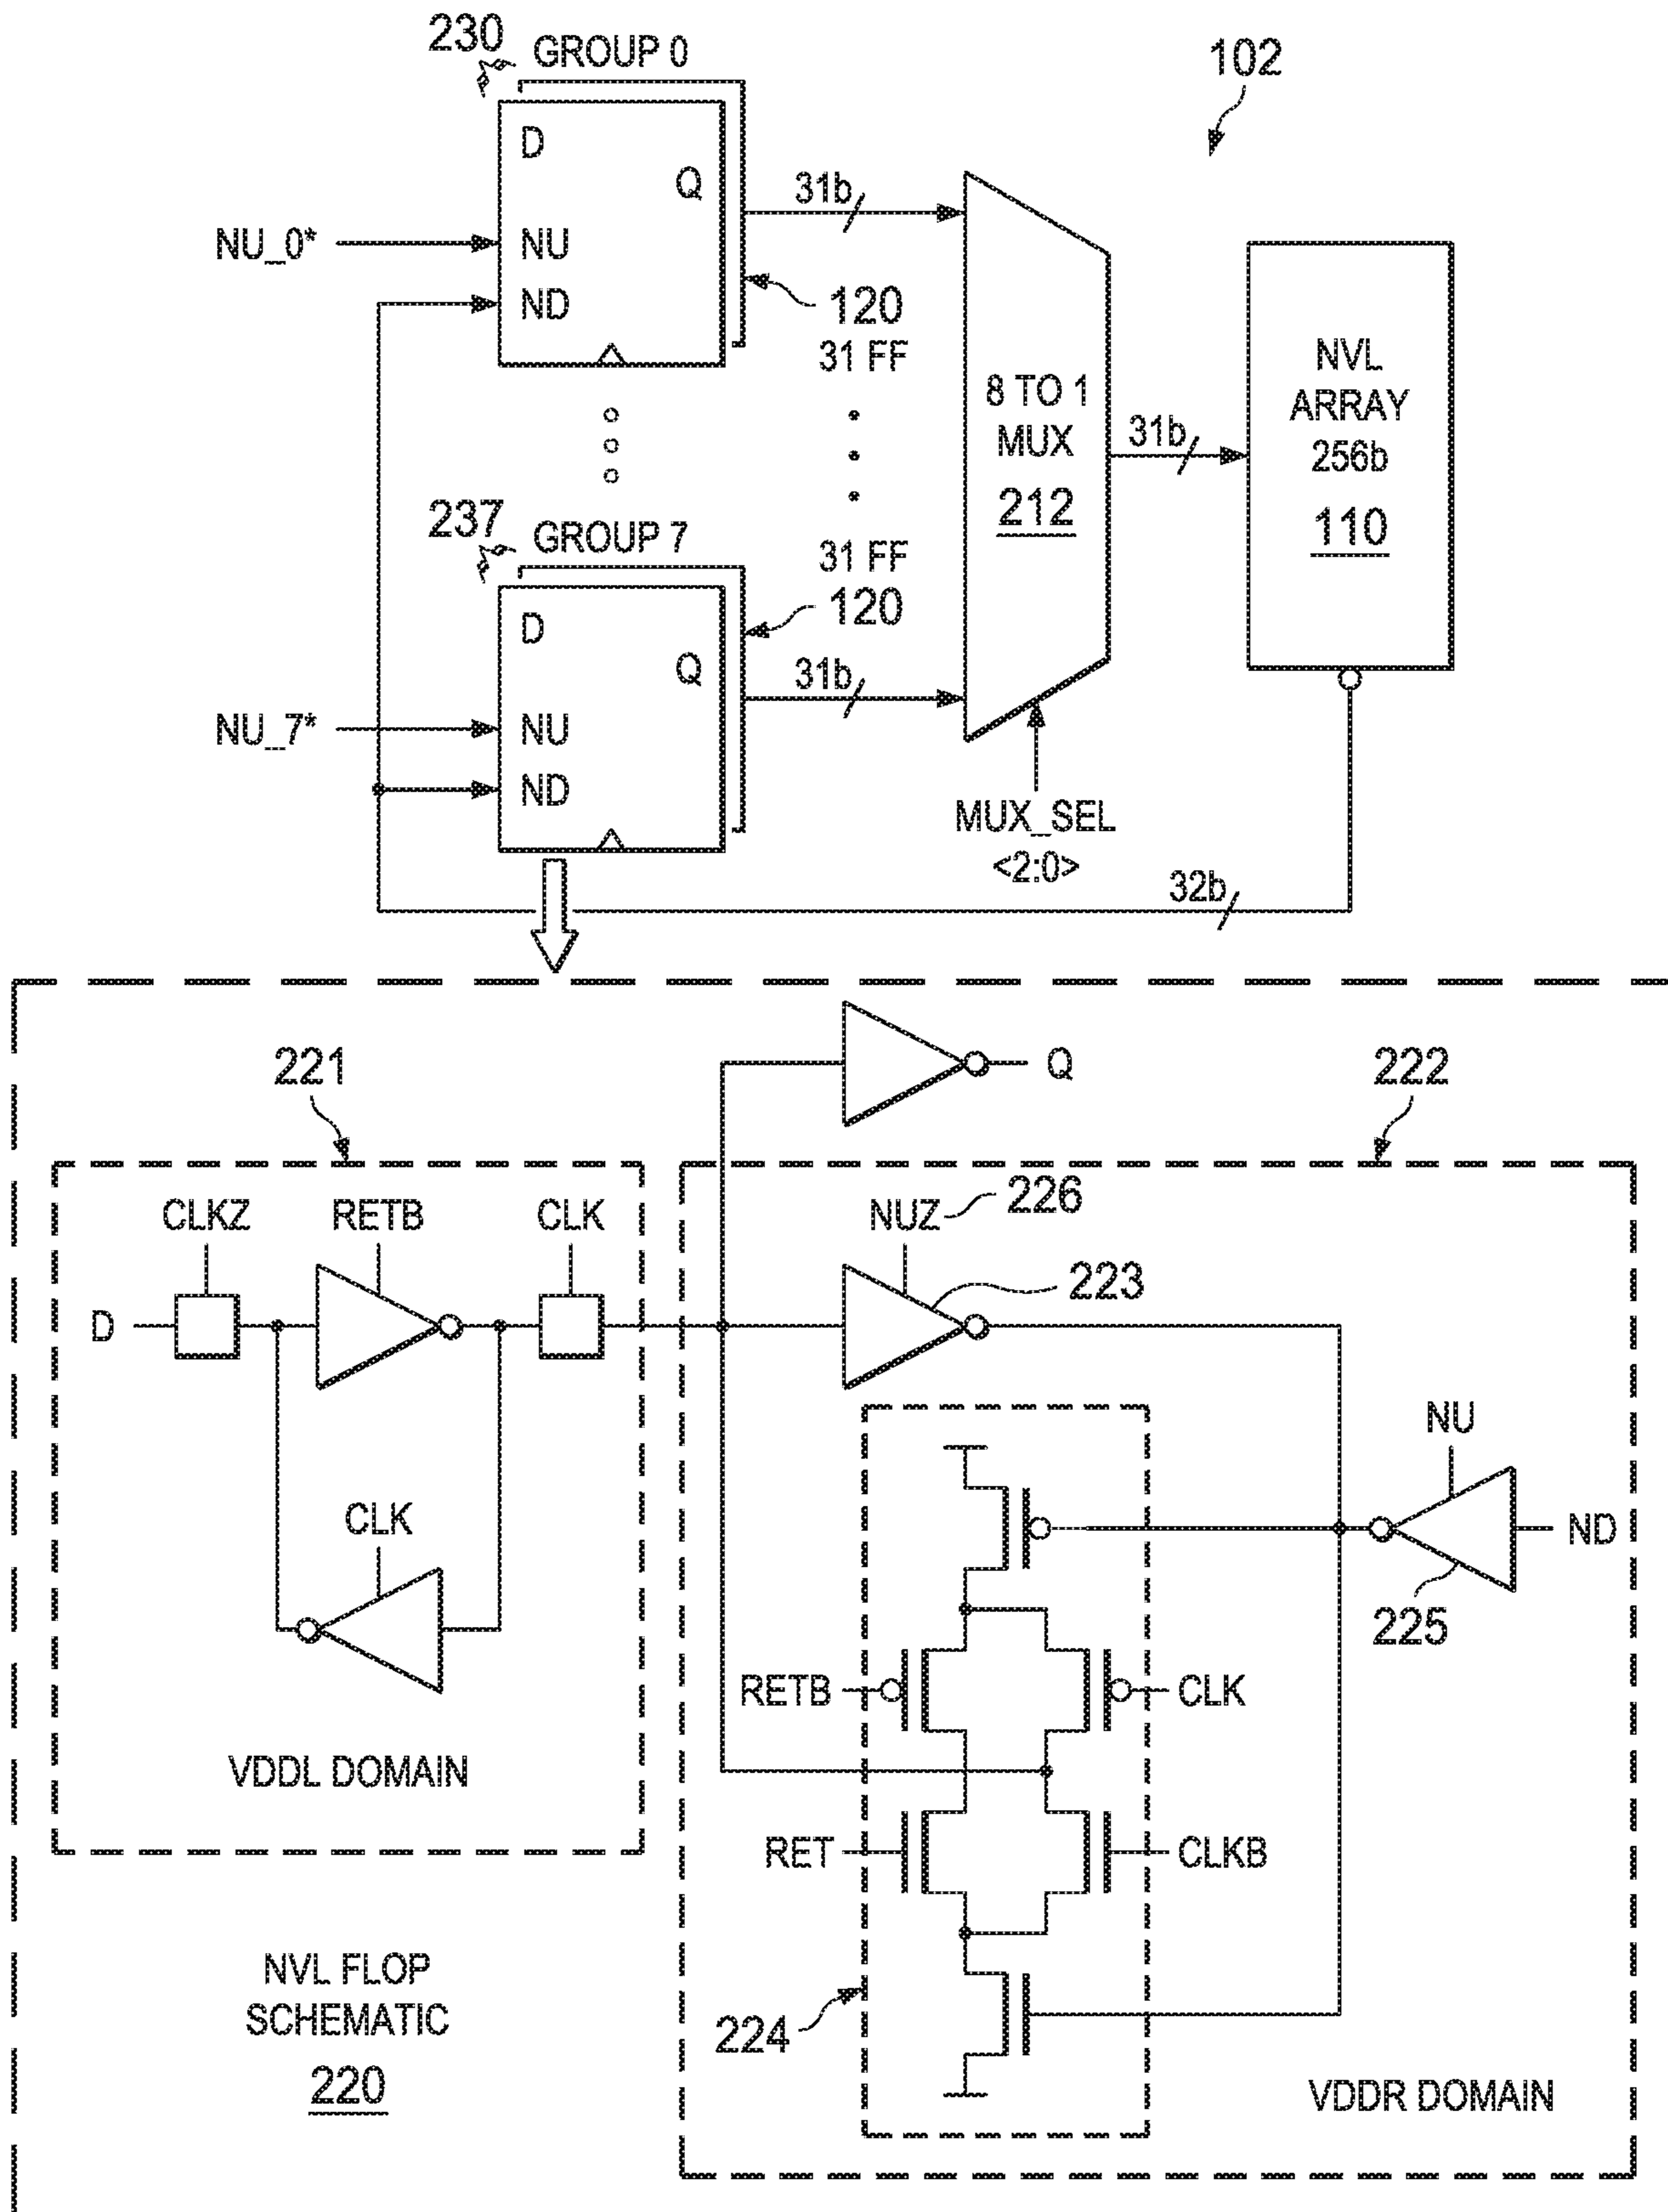 230
GROUP 0
102
D
Q
31b
NU_0*
NU
ND
120
31 FF
8 TO 1
MUX
212
31b
NVL
ARRAY
256b
110
237
GROUP 7
31 FF
120
D
Q
31b
NU_7*
NU
ND
MUX_SEL
<2:0>
32b
221
Q
222
CLKZ
RETB
CLK
NUZ
226
D
223
NU
CLK
ND
225
RETB
CLK
VDDL DOMAIN
RET
CLKB
NVL FLOP
SCHEMATIC
220
224
VDDR DOMAIN